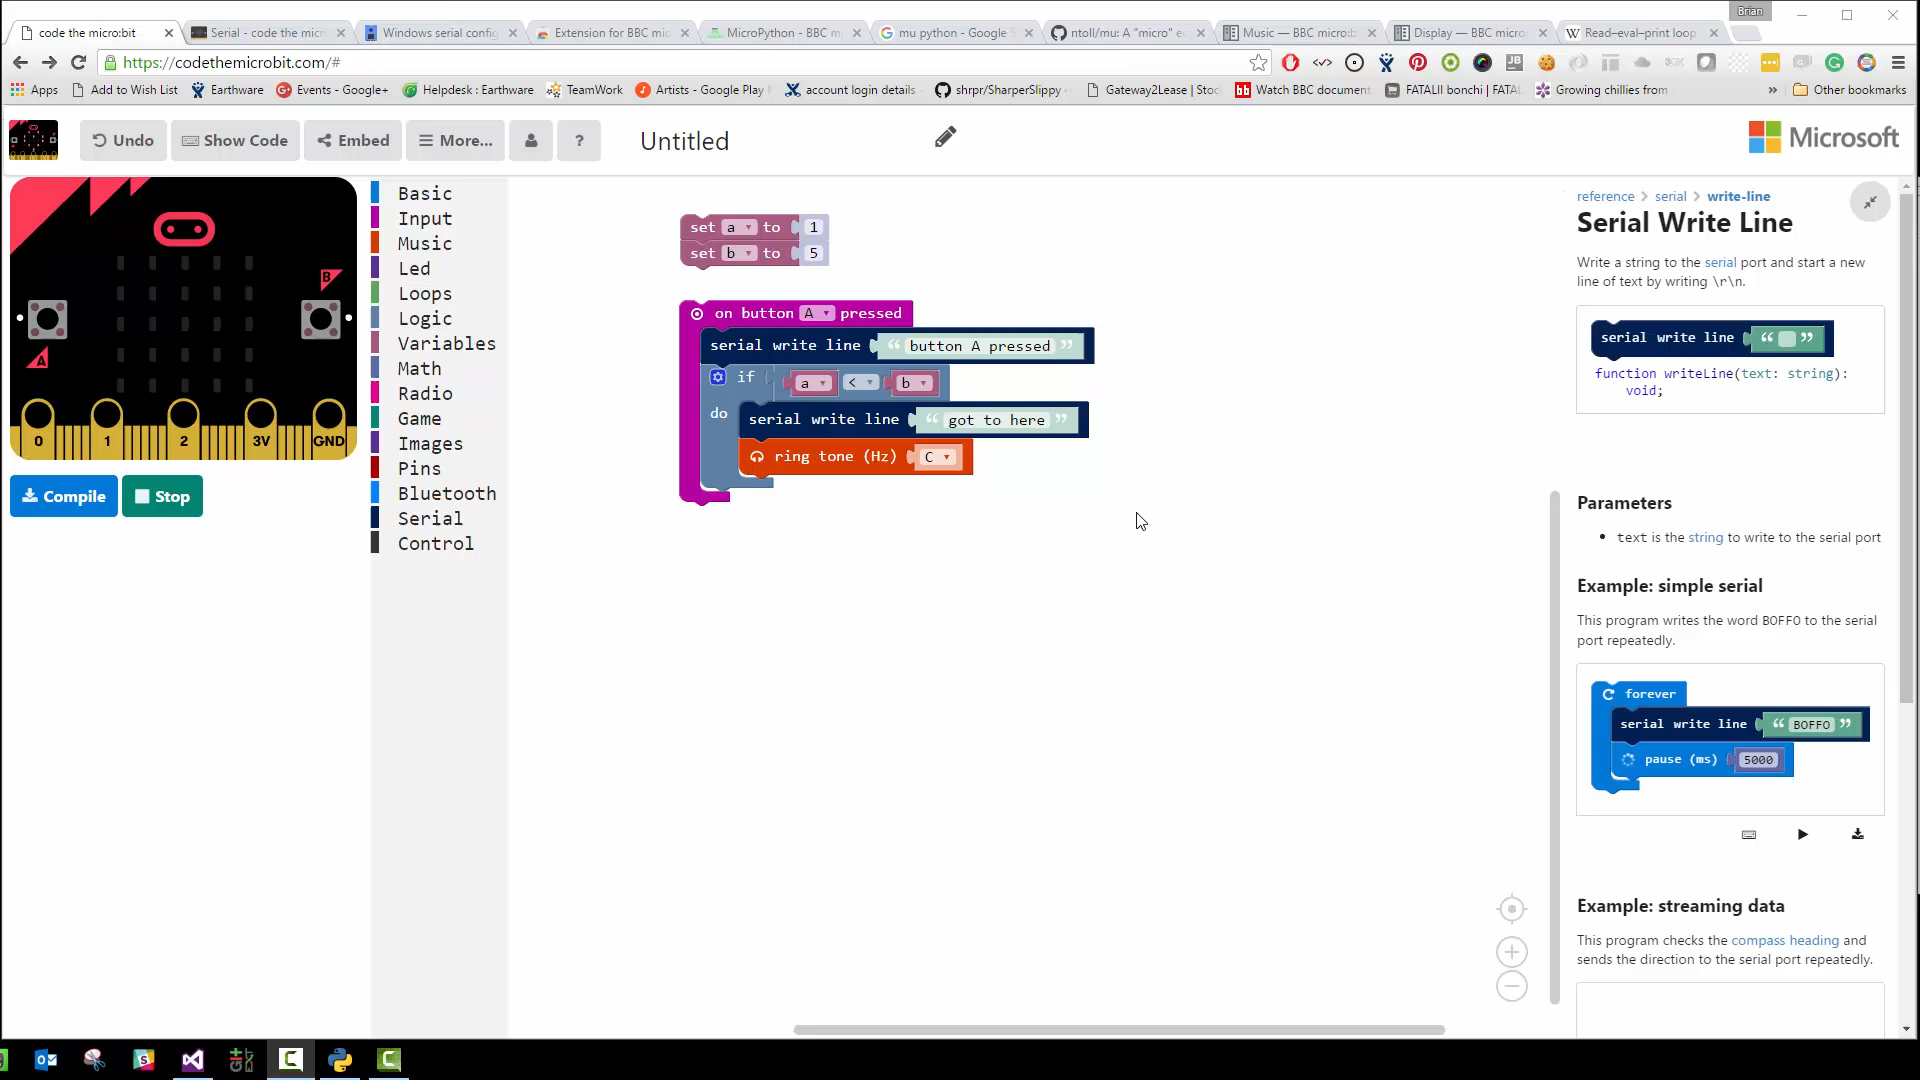 Brian
code the micro:bit
Serial - code the micr
Windows serial config
Extension for BBC mic
MicroPython - BBC m
mu python - Google S
ntoll/mu: A "micro" e
Music — BBC micro:b
Display — BBC micro
Read–eval–print loop
https://codethemicrobit.com/#
Apps
Add to Wish List
Earthware
Events - Google+
Helpdesk : Earthware
TeamWork
Artists - Google Play
account login details
shrpr/SharperSlippy
Gateway2Lease | Stoc
Watch BBC document
FATALII bonchi | FATAL
Growing chillies from
»
Other bookmarks
Undo
Show Code
Embed
More...
?
Untitled
Microsoft
A
B
0 1 2 3V GND
Compile
Stop
Basic
Input
Music
Led
Loops
Logic
Variables
Math
Radio
Game
Images
Pins
Bluetooth
Serial
Control
set a to 1
set b to 5
on button A pressed
serial write line “ button A pressed ”
if a < b
do serial write line “ got to here ”
ring tone (Hz) C
reference > serial > write-line
Serial Write Line
Write a string to the serial port and start a new
line of text by writing \r\n.
serial write line “ ”
function writeLine(text: string):
void;
Parameters
• text is the string to write to the serial port
Example: simple serial
This program writes the word BOFFO to the serial
port repeatedly.
forever
serial write line “ BOFFO ”
pause (ms) 5000
Example: streaming data
This program checks the compass heading and
sends the direction to the serial port repeatedly.